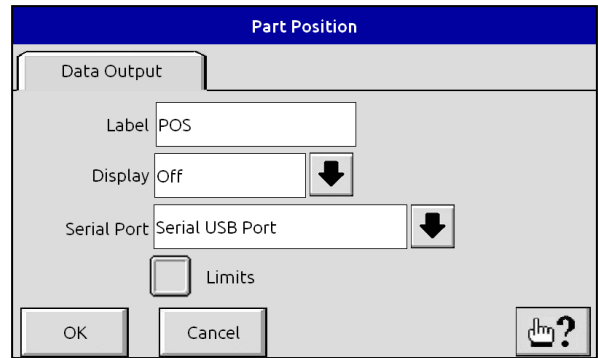 Part Position
Data Output
Label POS
Display Off
Serial Port Serial USB Port
Limits
OK Cancel ?